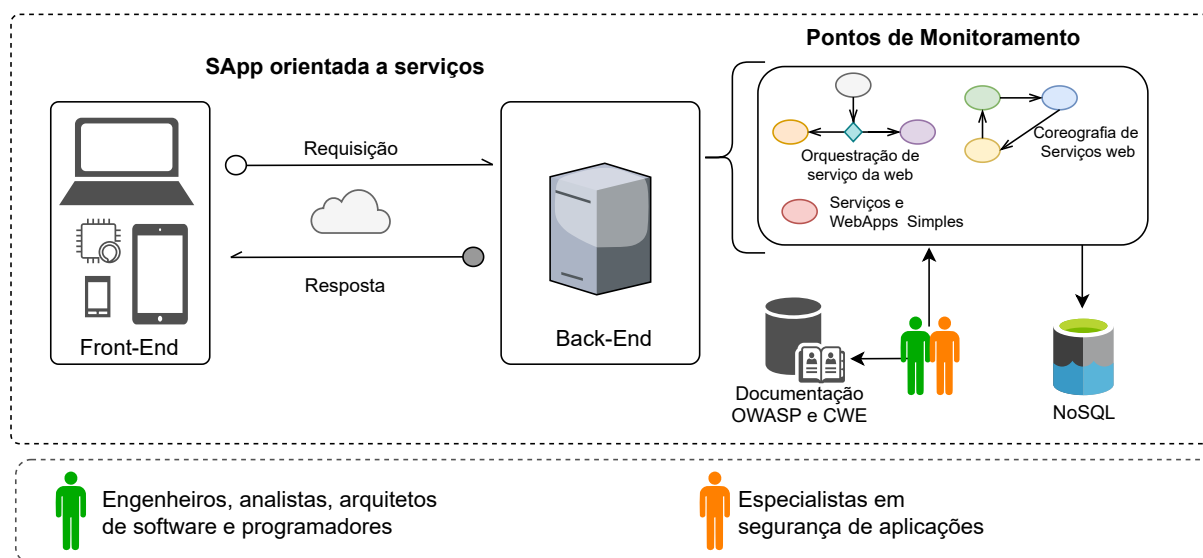 Pontos de Monitoramento
SApp orientada a serviços
Requisição
Resposta
Front-End
Back-End
Orquestração de
serviço da web
Coreografia de
Serviços web
Serviços e
WebApps Simples
Documentação
OWASP e CWE
NoSQL
Engenheiros, analistas, arquitetos
de software e programadores
Especialistas em
segurança de aplicações